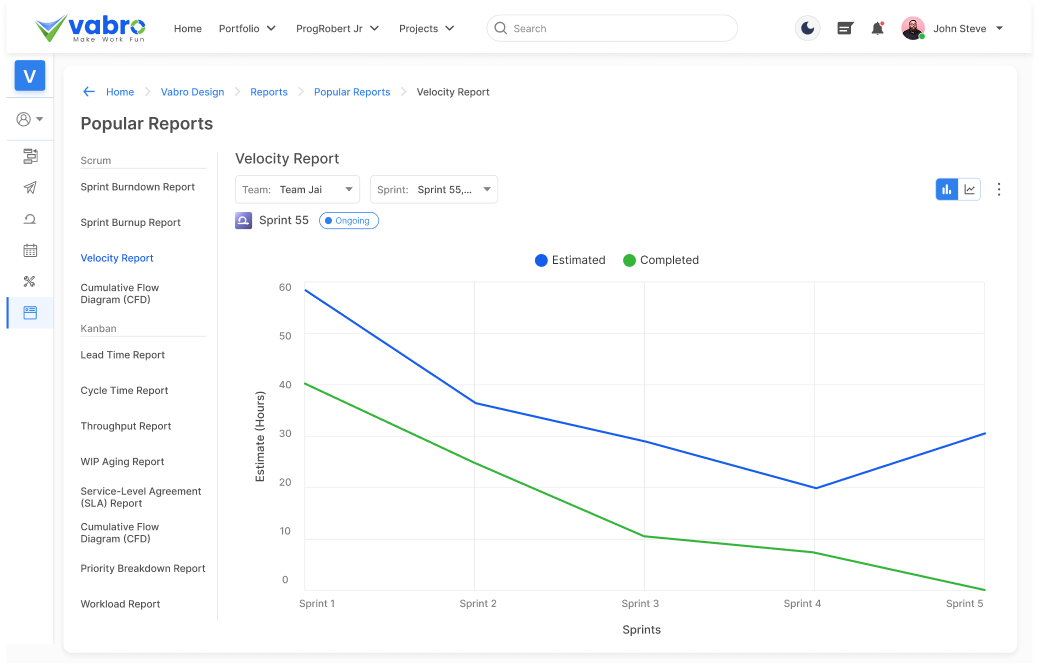 vabro
Make Work Fun
Home
Portfolio
ProgRobert Jr
Projects
Search
John Steve
V
Home
Vabro Design
Reports
Popular Reports
Velocity Report
Popular Reports
Scrum
Sprint Burndown Report
Sprint Burnup Report
Velocity Report
Cumulative Flow
Diagram (CFD)
Kanban
Lead Time Report
Cycle Time Report
Throughput Report
WIP Aging Report
Service-Level Agreement
(SLA) Report
Cumulative Flow
Diagram (CFD)
Priority Breakdown Report
Workload Report
Velocity Report
Team: Team Jai
Sprint: Sprint 55,...
Sprint 55
Ongoing
Estimated
Completed
Estimate (Hours)
60
50
40
30
20
10
0
Sprint 1
Sprint 2
Sprint 3
Sprint 4
Sprint 5
Sprints